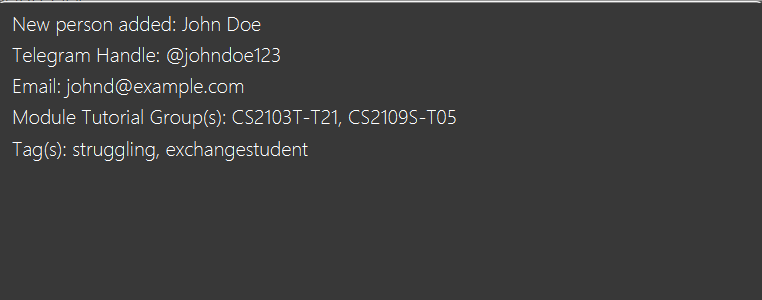 New person added: John Doe
Telegram Handle: @johndoe123
Email: johnd@example.com
Module Tutorial Group(s): CS2103T-T21, CS2109S-T05
Tag(s): struggling, exchangestudent